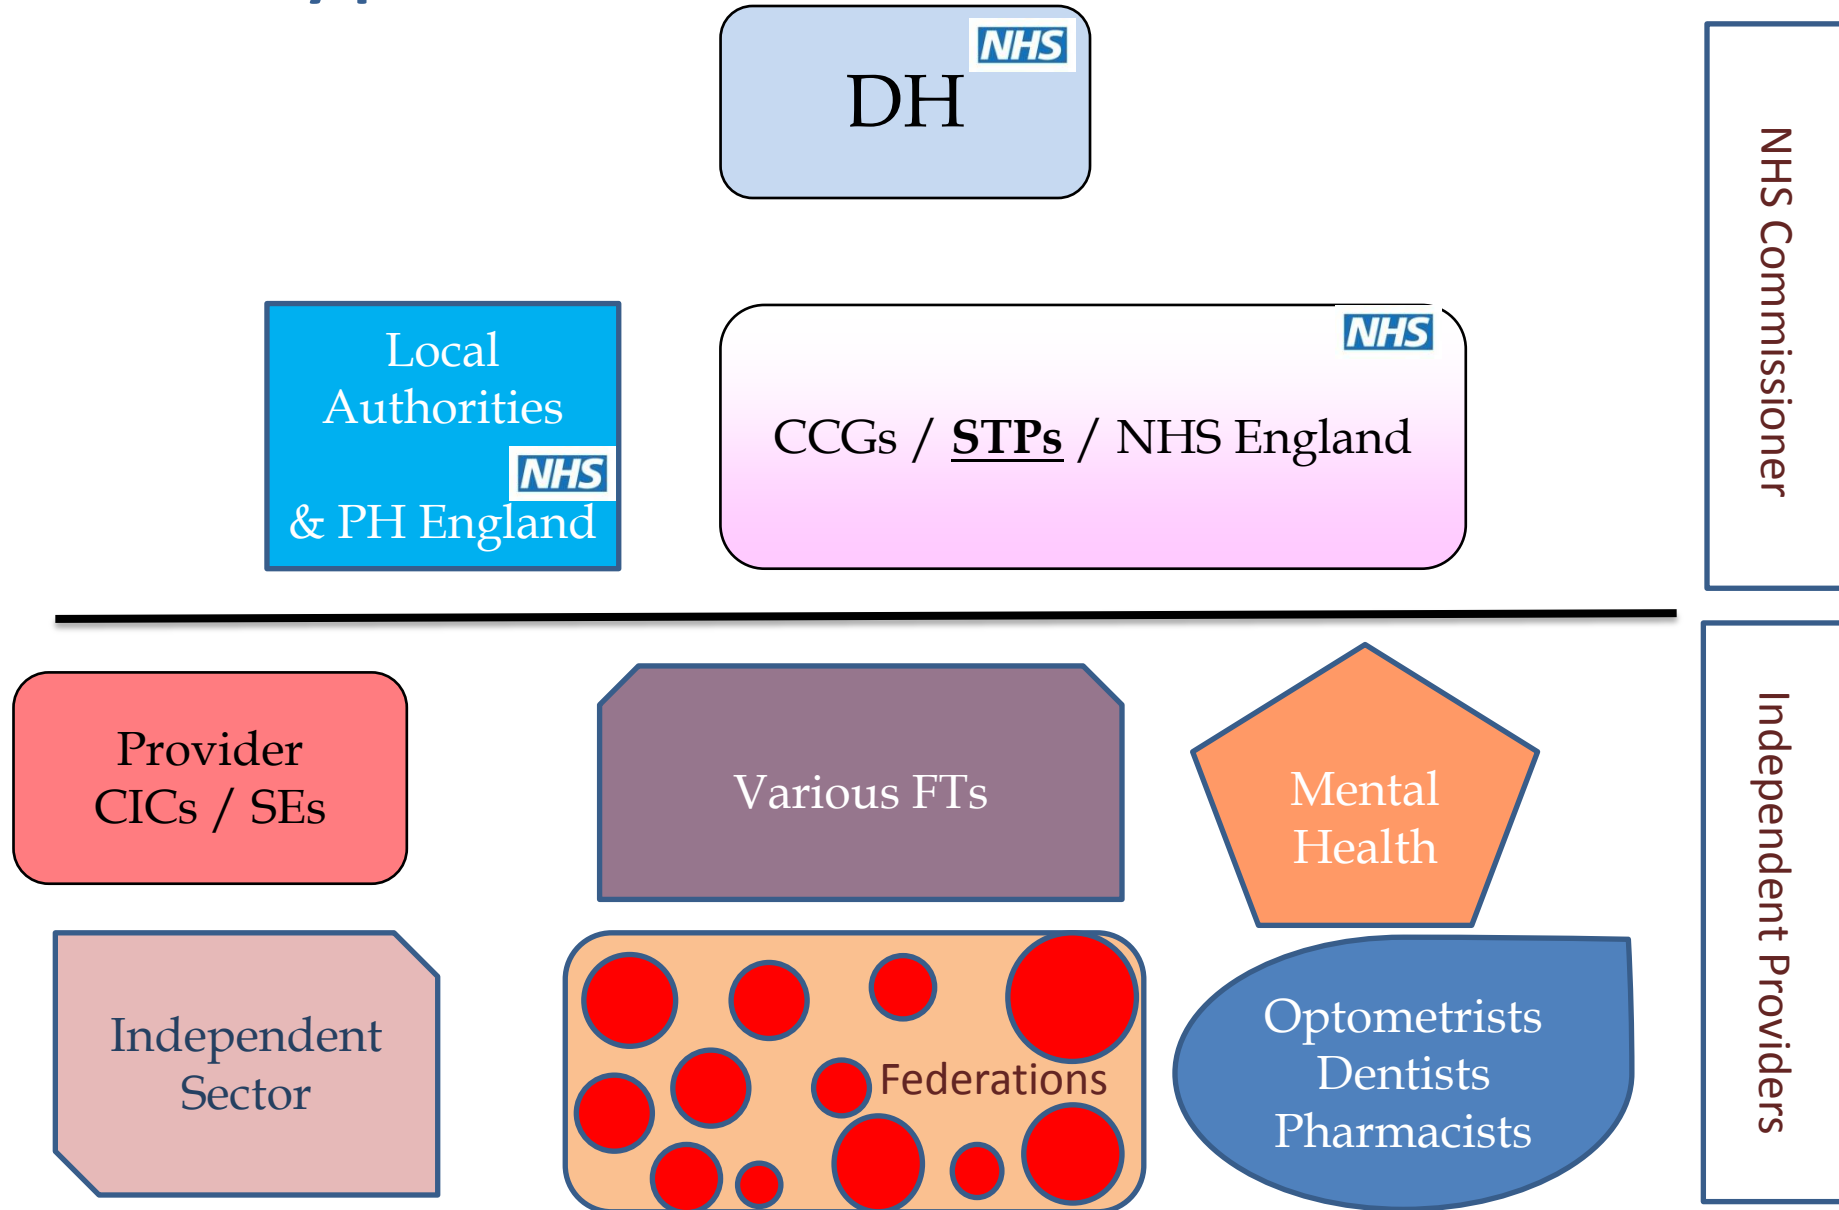 NHS
DH
NHS Commissioner
Local
Authorities
NHS
& PH England
NHS
CCGs / STPs / NHS England
Provider
CICs / SEs
Various FTs
Mental
Health
Independent Providers
Independent
Sector
Federations
Optometrists
Dentists
Pharmacists